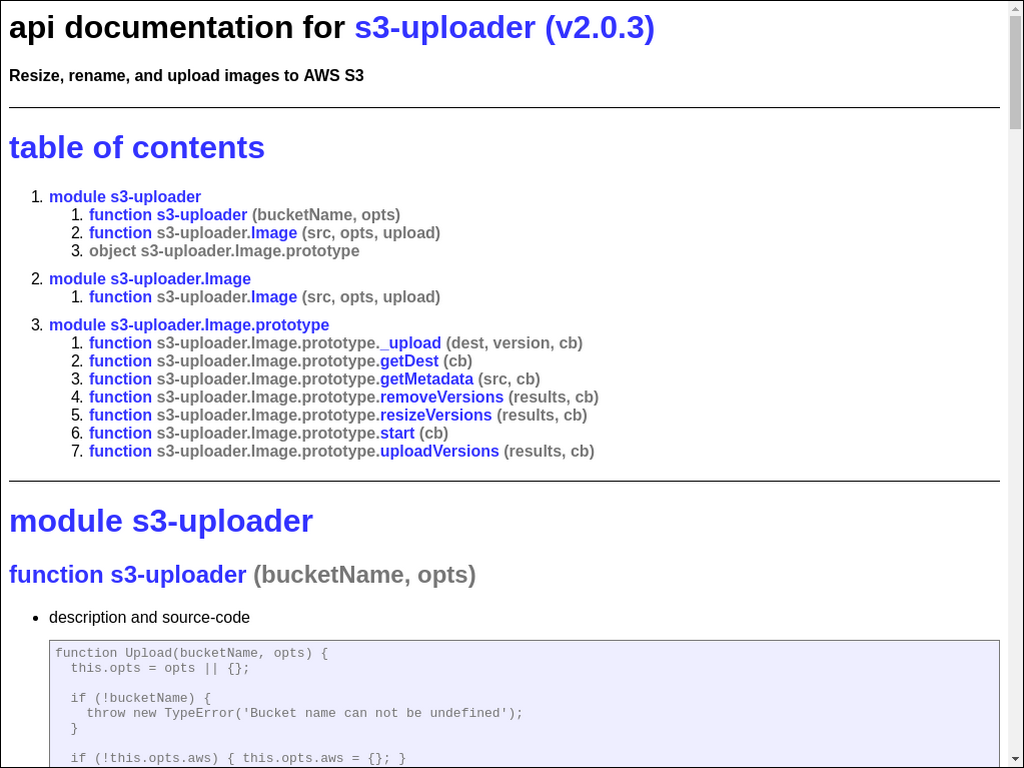 api documentation for s3-uploader (v2.0.3)
Resize, rename, and upload images to AWS S3
table of contents
1. module s3-uploader
1. function s3-uploader (bucketName, opts)
2. function s3-uploader.Image (src, opts, upload)
3. object s3-uploader.Image.prototype
2. module s3-uploader.Image
1. function s3-uploader.Image (src, opts, upload)
3. module s3-uploader.Image.prototype
1. function s3-uploader.Image.prototype._upload (dest, version, cb)
2. function s3-uploader.Image.prototype.getDest (cb)
3. function s3-uploader.Image.prototype.getMetadata (src, cb)
4. function s3-uploader.Image.prototype.removeVersions (results, cb)
5. function s3-uploader.Image.prototype.resizeVersions (results, cb)
6. function s3-uploader.Image.prototype.start (cb)
7. function s3-uploader.Image.prototype.uploadVersions (results, cb)
module s3-uploader
function s3-uploader (bucketName, opts)
• description and source-code
function Upload(bucketName, opts) {
  this.opts = opts || {};
  if (!bucketName) {
    throw new TypeError('Bucket name can not be undefined');
  }
  if (!this.opts.aws) { this.opts.aws = {}; }